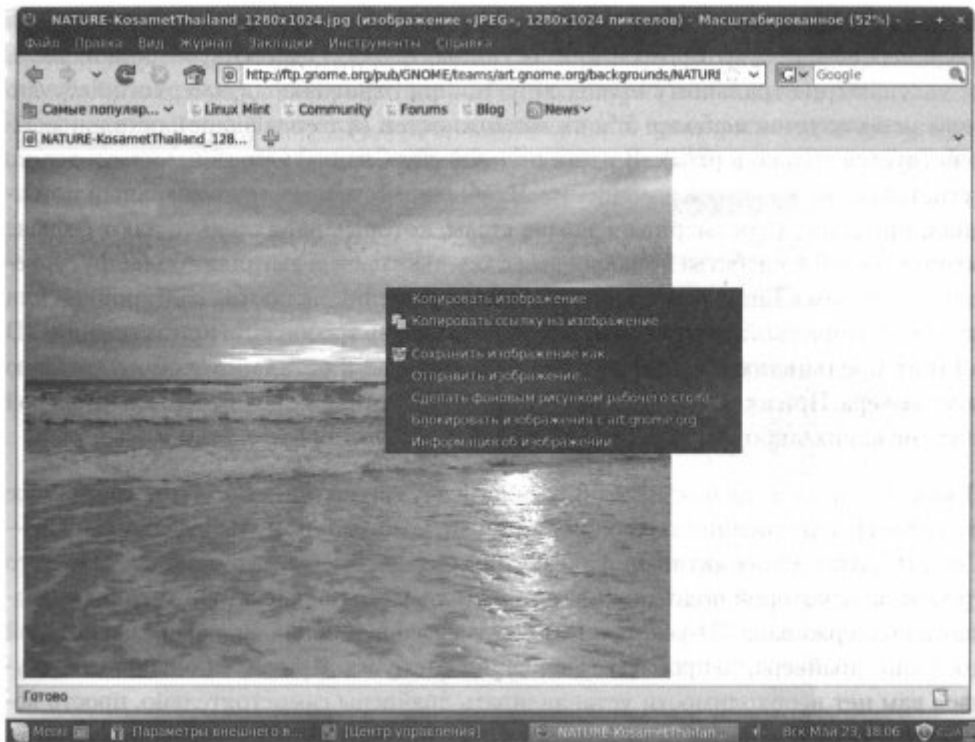 NATURE-KosametThailand_1280x1024.jpg (изображение «JPEG», 1280x1024 пикселов) - Масштабированное (52%) -
Файл Правка Вид Журнал Закладки Инструменты Справка
http://ftp.gnome.org/pub/GNOME/teams/art.gnome.org/backgrounds/NATURI Google
Самые популяр... Linux Mint Community Forums Blog News
NATURE-KosametThailand_128...
Копировать изображение
Копировать ссылку на изображение
Сохранить изображение как...
Отправить изображение...
Сделать фоновым рисунком рабочего стола...
Блокировать изображения с art.gnome.org
Информация об изображении
Готово
Меню Параметры внешнего в... [Центр управления] NATURE-KosametThailan... Вск Май 23, 18:06